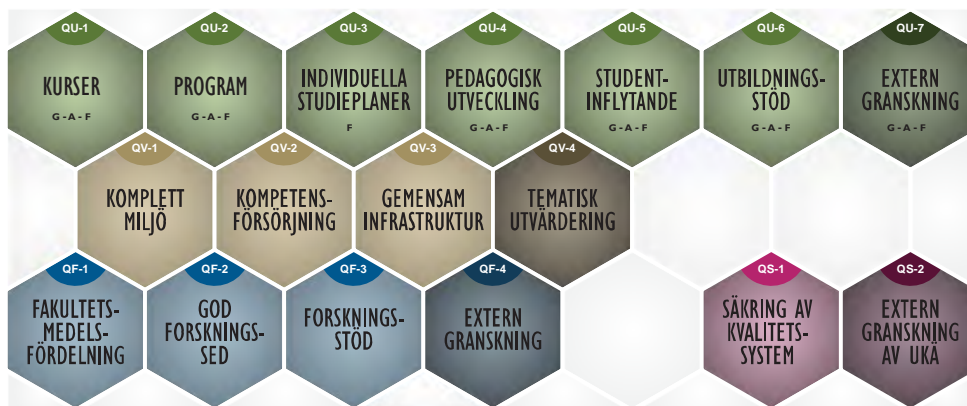 QU-1
KURSER
G - A - F
QU-2
PROGRAM
G - A - F
QU-3
INDIVIDUELLA
STUDIEPLANER
F
QU-4
PEDAGOGISK
UTVECKLING
G - A - F
QU-5
STUDENT-
INFLYTANDE
G - A - F
QU-6
UTBILDNINGS-
STÖD
G - A - F
QU-7
EXTERN
GRANSKNING
G - A - F
QV-1
KOMPLETT
MILJÖ
QV-2
KOMPETENS-
FÖRSÖRJNING
QV-3
GEMENSAM
INFRASTRUKTUR
QV-4
TEMATISK
UTVÄRDERING
QF-1
FAKULTETS-
MEDELS-
FÖRDELNING
QF-2
GOD
FORSKNINGS-
SED
QF-3
FORSKNINGS-
STÖD
QF-4
EXTERN
GRANSKNING
QS-1
SÄKRING AV
KVALITETS-
SYSTEM
QS-2
EXTERN
GRANSKNING
AV UKÄ